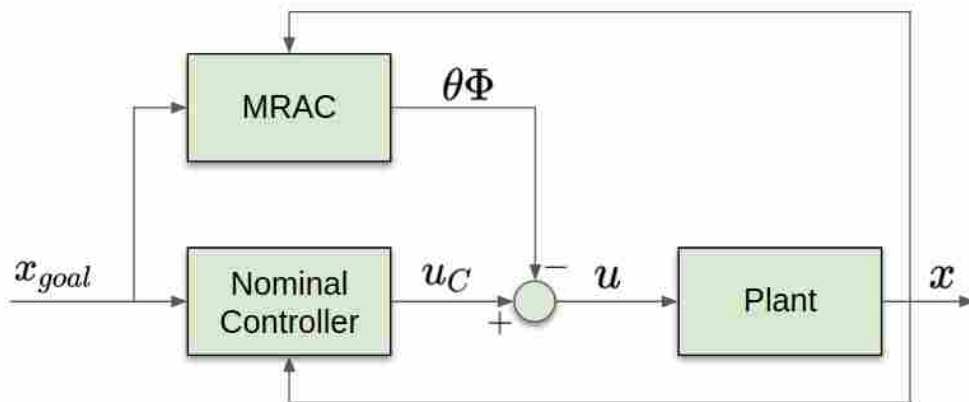 MRAC
θΦ
x_goal
Nominal
Controller
u_C
+
−
u
Plant
x